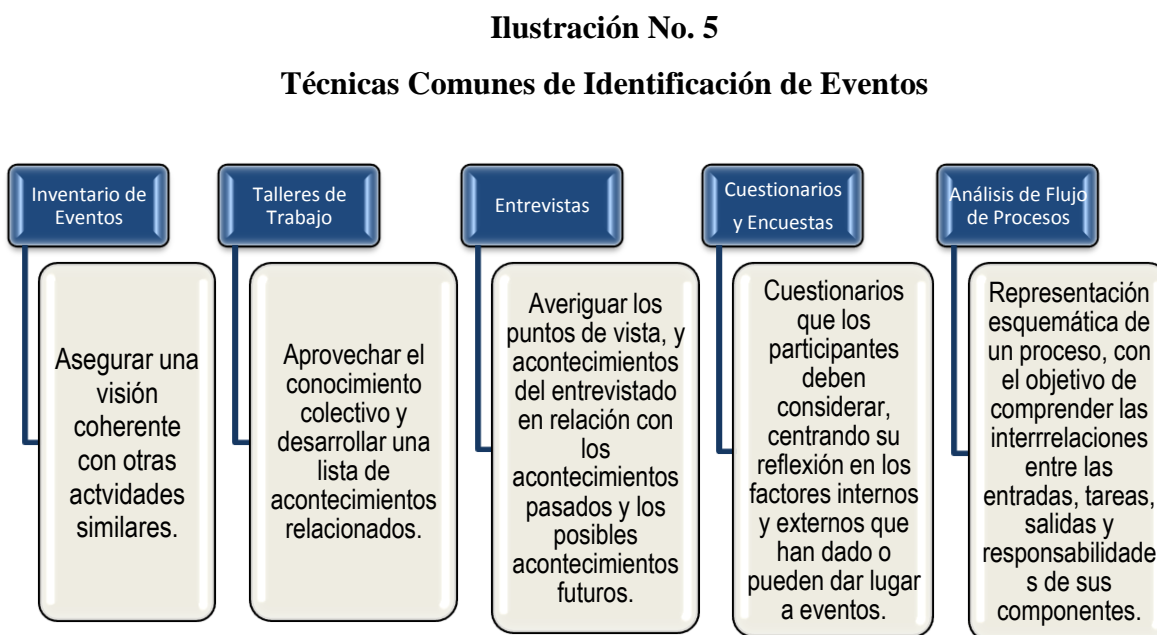 Ilustración No. 5
Técnicas Comunes de Identificación de Eventos
Inventario de
Eventos
Asegurar una
visión
coherente
con otras
actvidades
similares.
Talleres de
Trabajo
Aprovechar el
conocimiento
colectivo y
desarrollar una
lista de
acontecimientos
relacionados.
Entrevistas
Averiguar los
puntos de vista, y
acontecimientos
del entrevistado
en relación con
los
acontecimientos
pasados y los
posibles
acontecimientos
futuros.
Cuestionarios
y Encuestas
Cuestionarios
que los
participantes
deben
considerar,
centrando su
reflexión en los
factores internos
y externos que
han dado o
pueden dar lugar
a eventos.
Análisis de Flujo
de Procesos
Representación
esquemática de
un proceso, con
el objetivo de
comprender las
interrrelaciones
entre las
entradas, tareas,
salidas y
responsabilidade
s de sus
componentes.